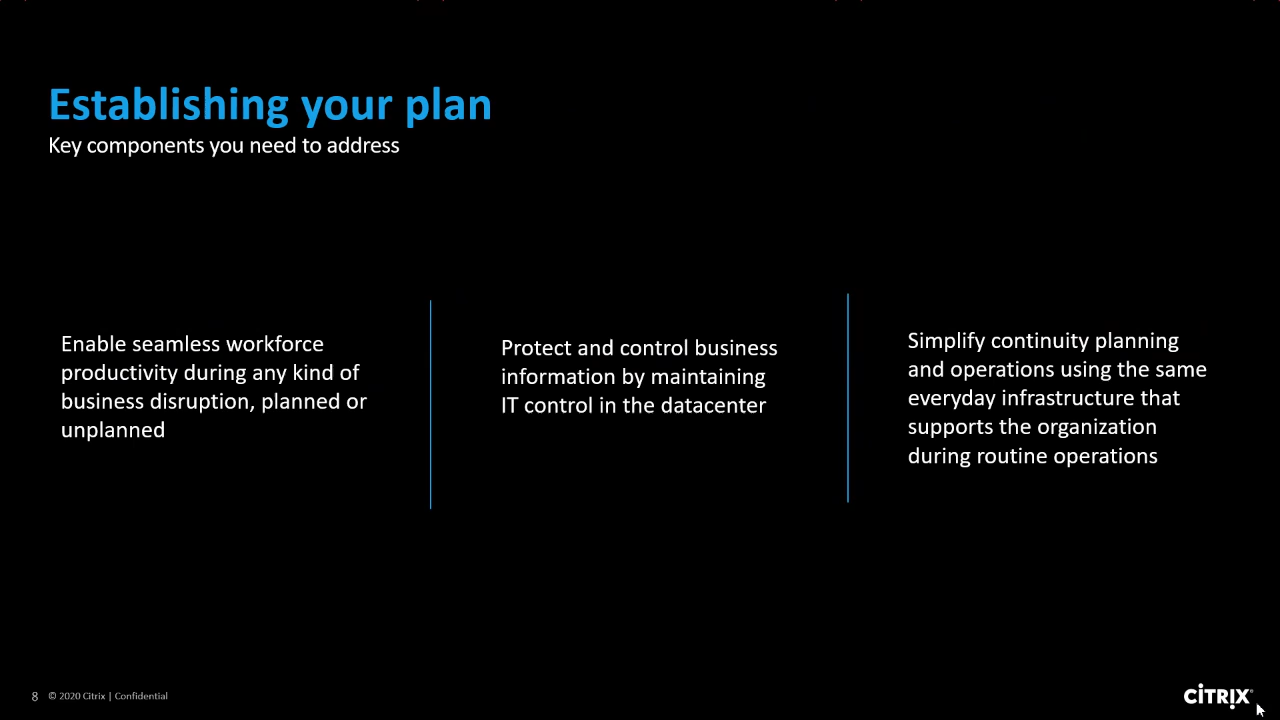 Establishing your plan
Key components you need to address
Enable seamless workforce
productivity during any kind of
business disruption, planned or
unplanned
Protect and control business
information by maintaining
IT control in the datacenter
Simplify continuity planning
and operations using the same
everyday infrastructure that
supports the organization
during routine operations
8 © 2020 Citrix | Confidential
CITRIX